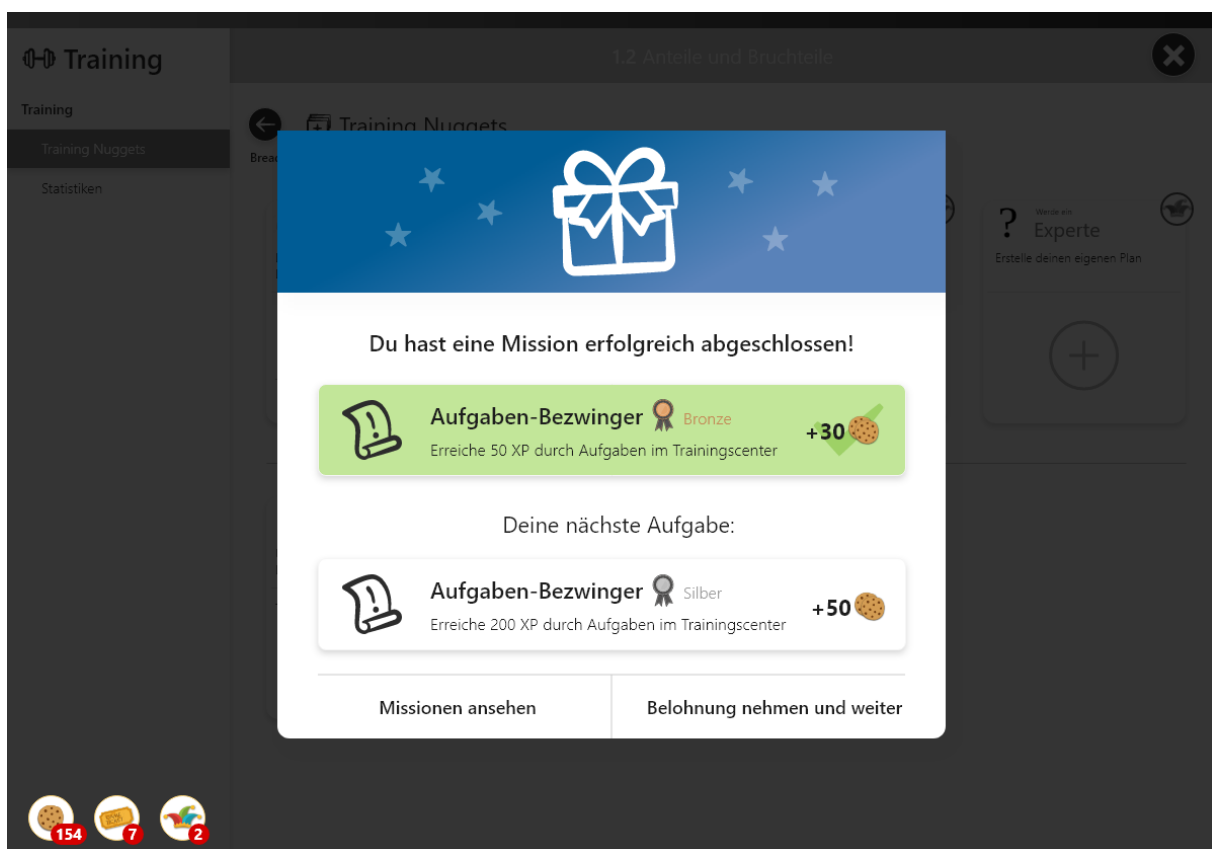 Training
1.2 Anteile und Bruchteile
Training
Training Nuggets
Training Nuggets
Statistiken
Werde ein
? Experte
Erstelle deinen eigenen Plan
Du hast eine Mission erfolgreich abgeschlossen!
Aufgaben-Bezwinger Bronze
Erreiche 50 XP durch Aufgaben im Trainingscenter
+30
Deine nächste Aufgabe:
Aufgaben-Bezwinger Silber
Erreiche 200 XP durch Aufgaben im Trainingscenter
+50
Missionen ansehen
Belohnung nehmen und weiter
154
7
2